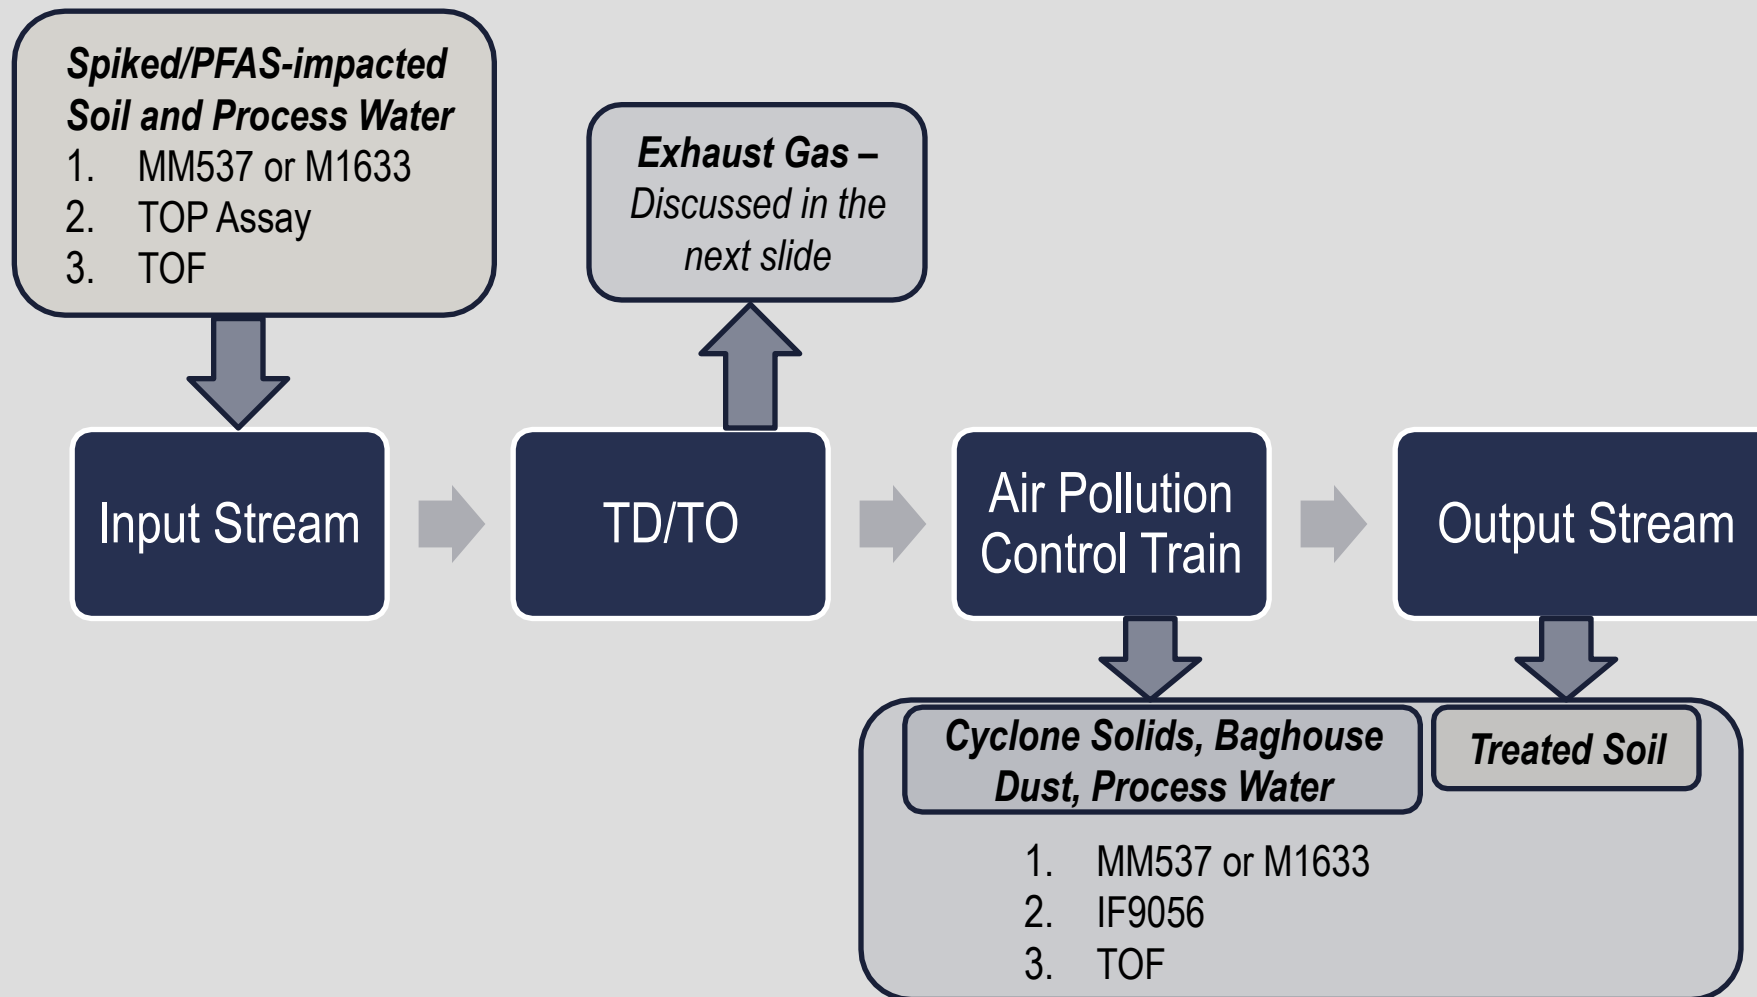 Spiked/PFAS-impacted
Soil and Process Water
1. MM537 or M1633
2. TOP Assay
3. TOF
Exhaust Gas –
Discussed in the
next slide
Input Stream
TD/TO
Air Pollution
Control Train
Output Stream
Cyclone Solids, Baghouse
Dust, Process Water
Treated Soil
1. MM537 or M1633
2. IF9056
3. TOF